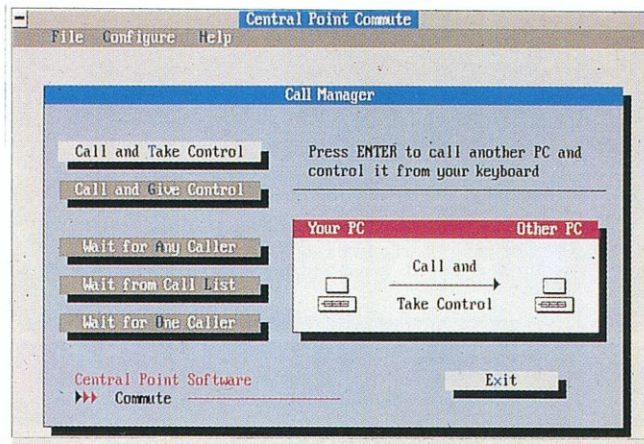 Central Point Commute
File Configure Help
Call Manager
Call and Take Control
Press ENTER to call another PC and
control it from your keyboard
Call and Give Control
Your PC Other PC
Wait for Any Caller
Call and
Wait from Call List
Take Control
Wait for One Caller
Central Point Software
Commute
Exit